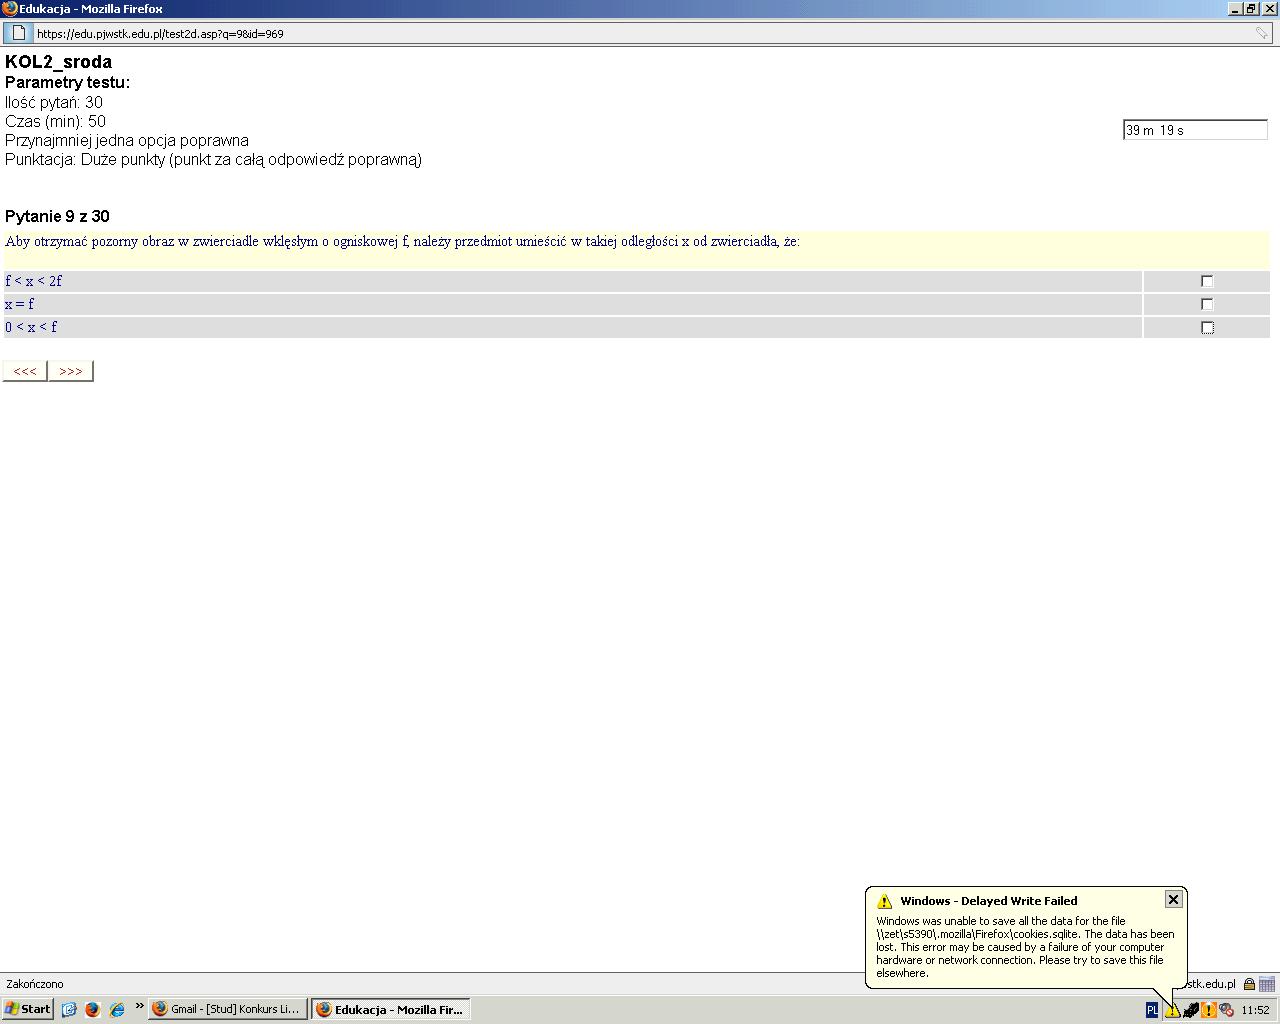 Edukacja - Mozilla Firefox
https://edu.pjwstk.edu.pl/test2d.asp?q=9&id=969
KOL2_sroda
Parametry testu:
Ilość pytań: 30
Czas (min): 50
39 m 19 s
Przynajmniej jedna opcja poprawna
Punktacja: Duże punkty (punkt za całą odpowiedź poprawną)
Pytanie 9 z 30
Aby otrzymać pozorny obraz w zwierciadle wklęsłym o ogniskowej f, należy przedmiot umieścić w takiej odległości x od zwierciadła, że:
f < x < 2f
x = f
0 < x < f
<<< >>>
Windows - Delayed Write Failed
Windows was unable to save all the data for the file
\\zet\s5390\.mozilla\Firefox\cookies.sqlite. The data has been
lost. This error may be caused by a failure of your computer
hardware or network connection. Please try to save this file
elsewhere.
Zakończono
wstk.edu.pl
Start » Gmail - [Stud] Konkurs Li... Edukacja - Mozilla Fir... PL 11:52